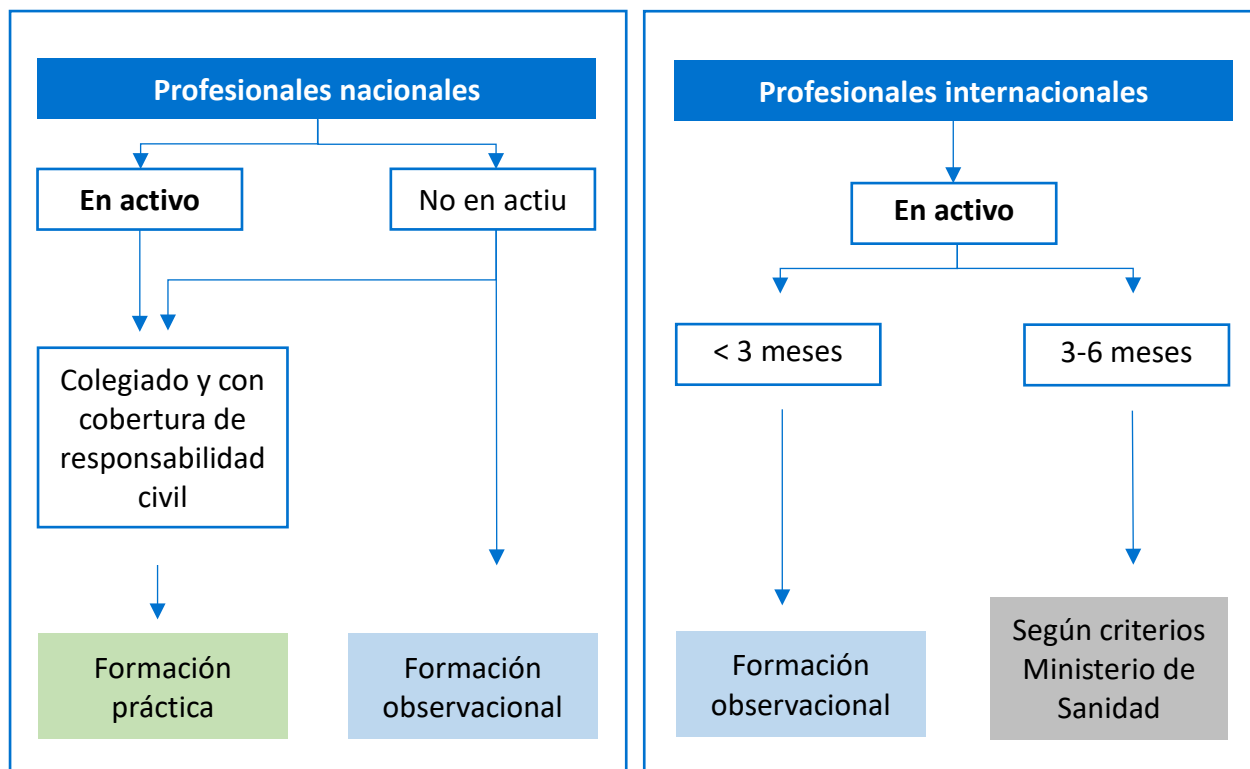 Profesionales nacionales
En activo
No en actiu
Colegiado y con
cobertura de
responsabilidad
civil
Formación
práctica
Formación
observacional
Profesionales internacionales
En activo
< 3 meses
3-6 meses
Formación
observacional
Según criterios
Ministerio de
Sanidad